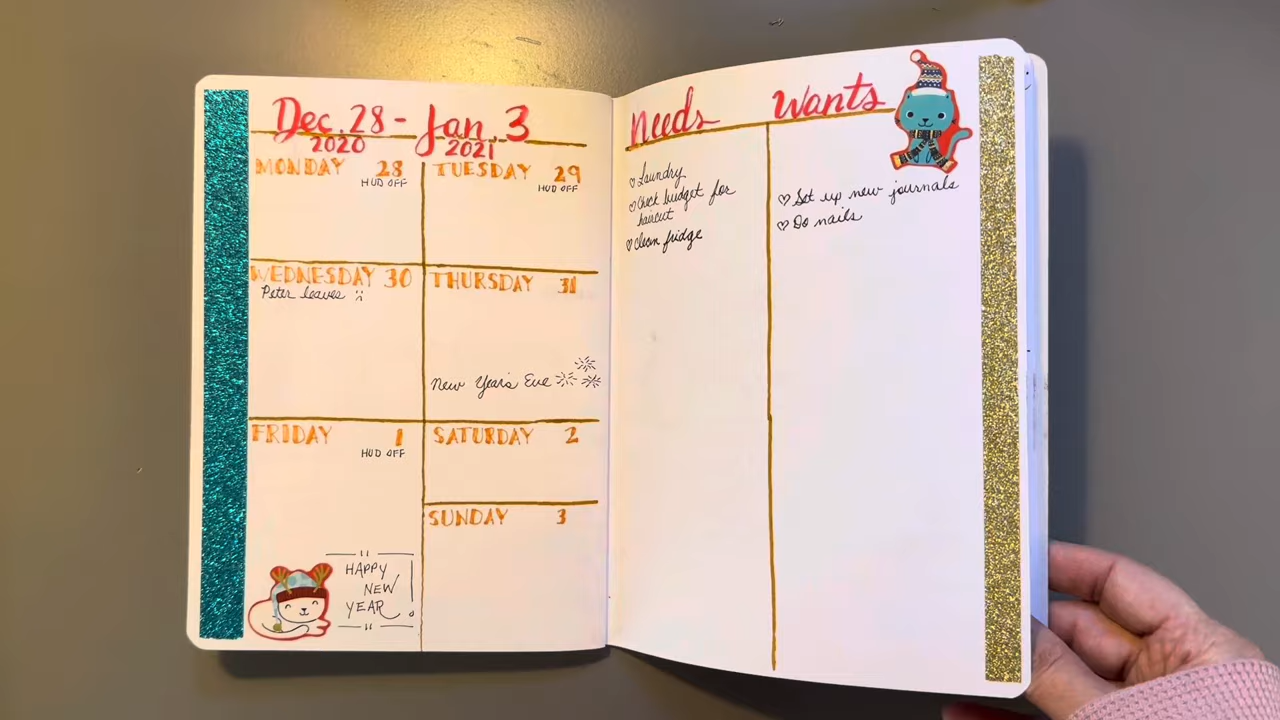 Dec. 28 - Jan. 3
2020 2021
MONDAY 28
HUD OFF
TUESDAY 29
HUD OFF
WEDNESDAY 30
Peter leaves
THURSDAY 31
New Year's Eve
FRIDAY 1
HUD OFF
HAPPY
NEW
YEAR!
SATURDAY 2
SUNDAY 3
Needs
♡ Laundry
♡ Check budget for
haircut
♡ Clean fridge
Wants
♡ Set up new journals
♡ Do nails